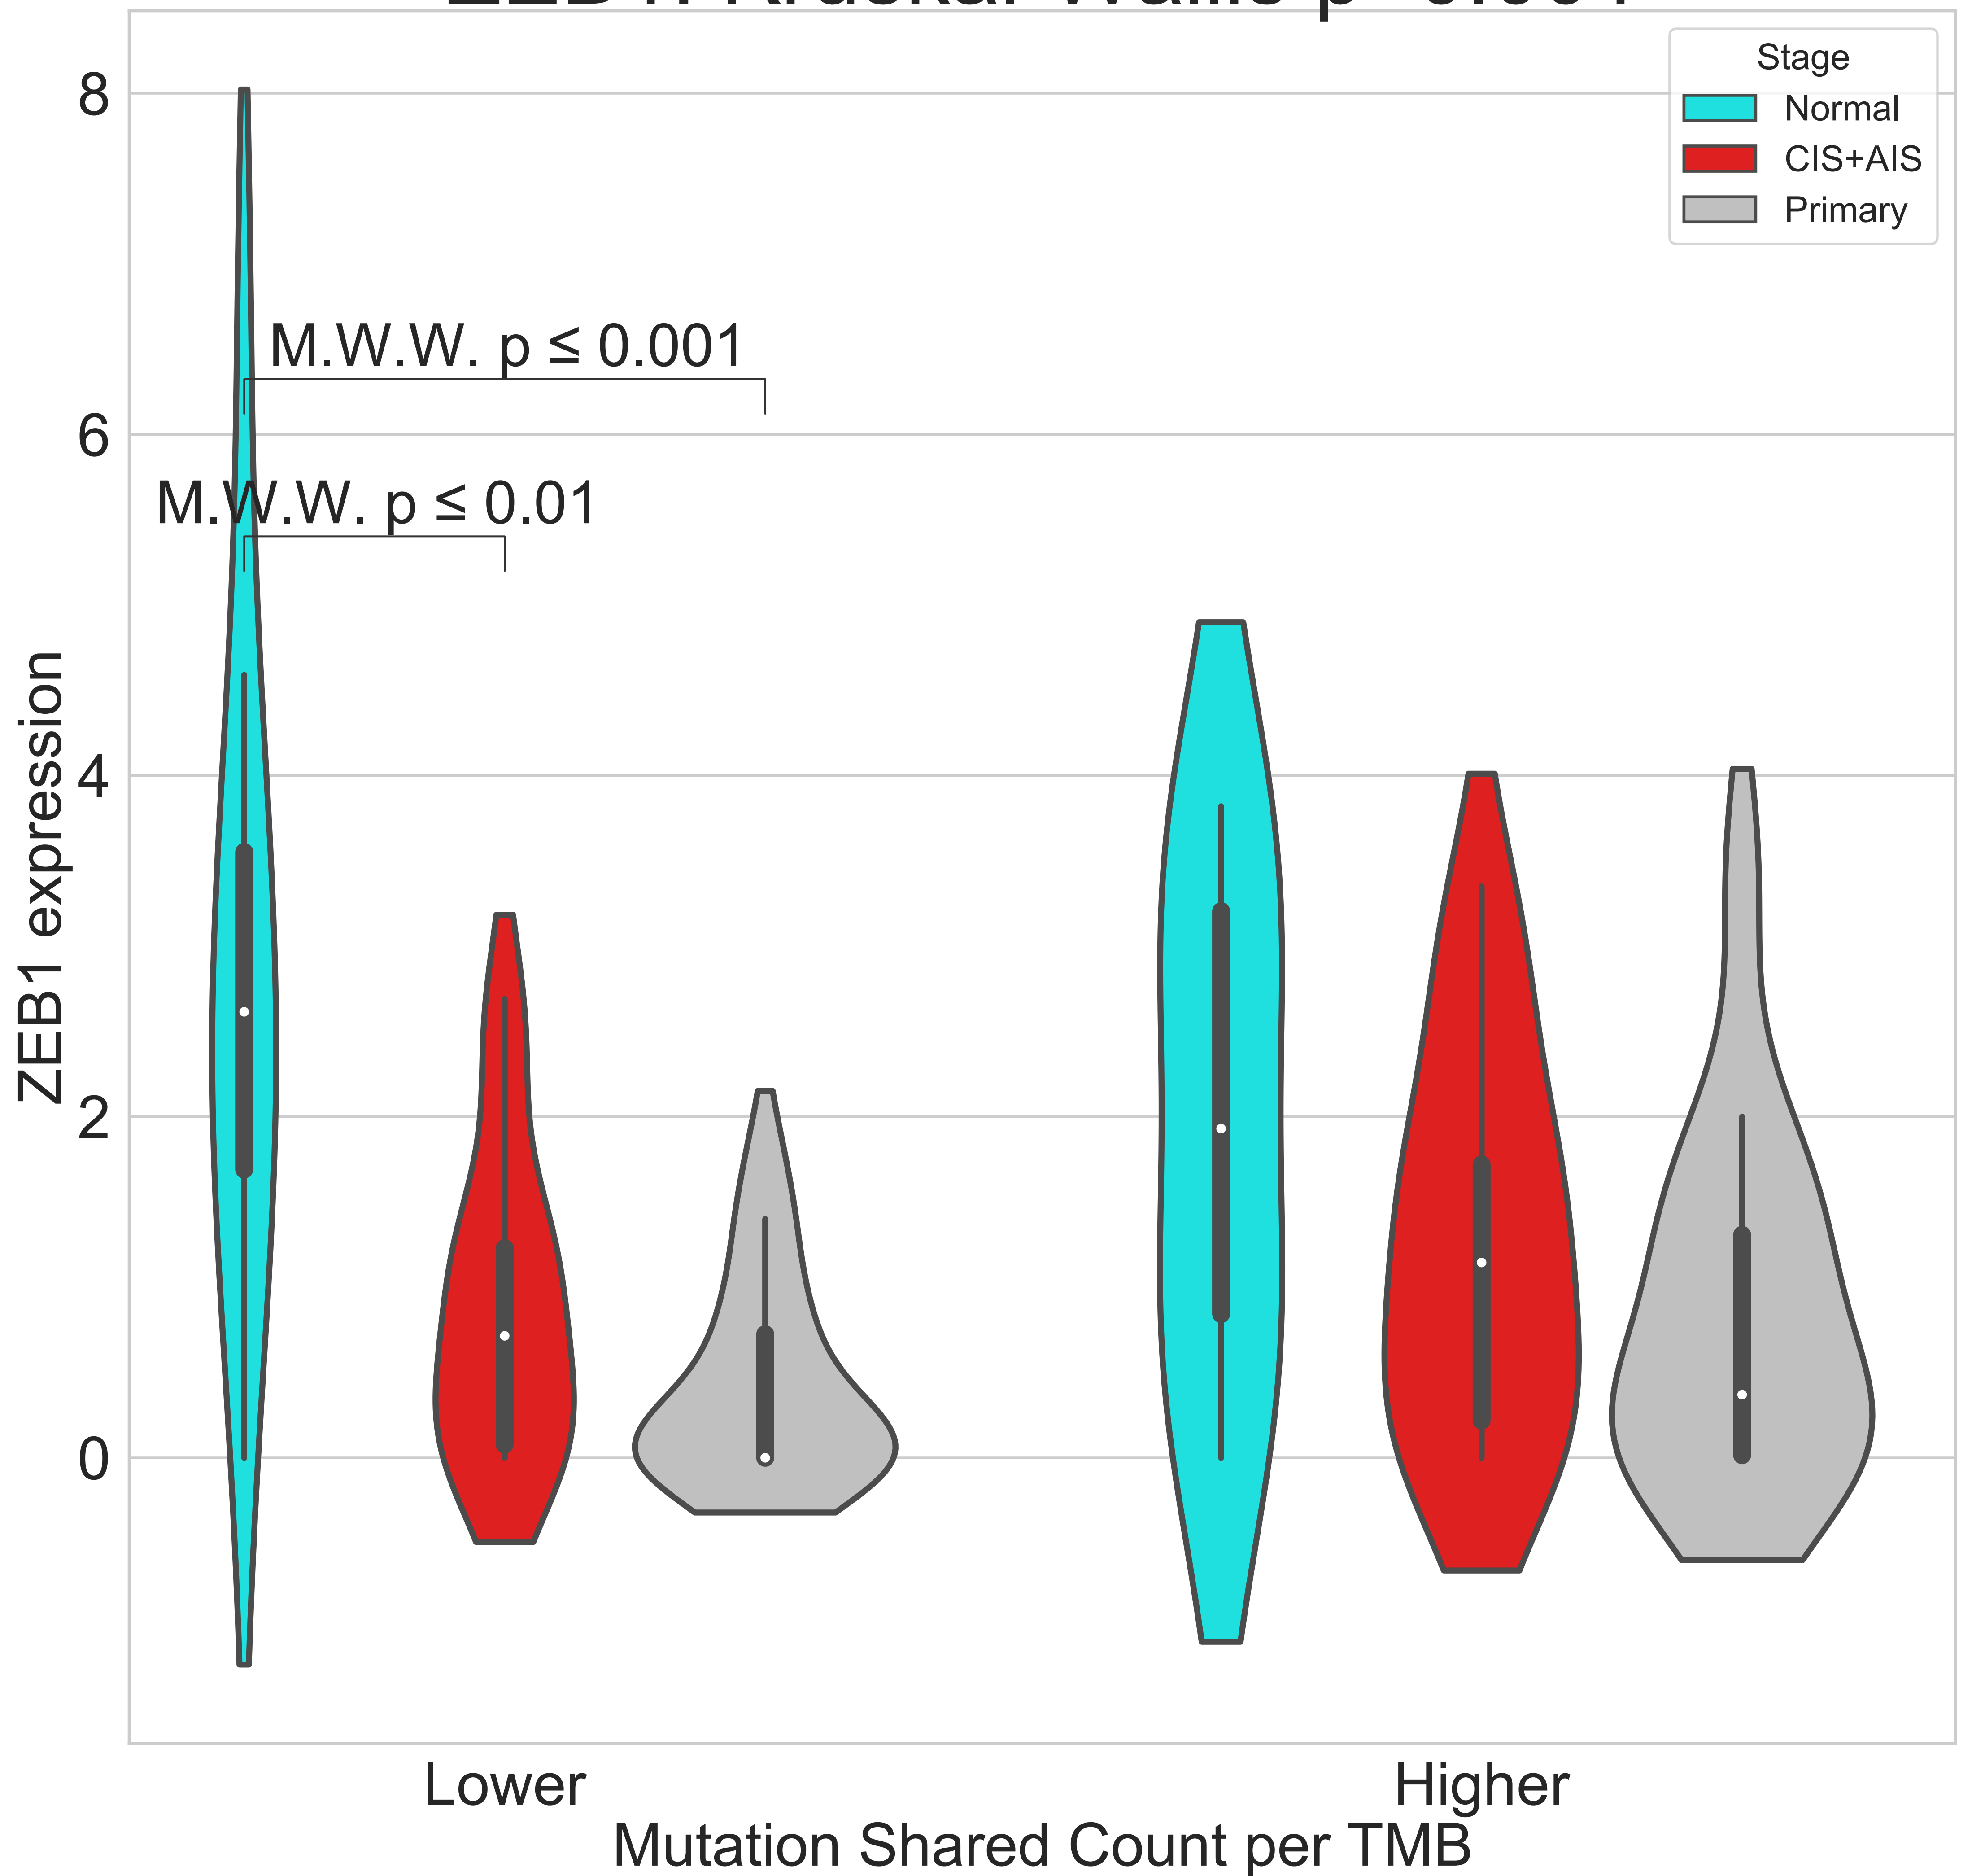 Stage
Normal
CIS+AIS
Primary
8
6
4
2
0
M.W.W. p ≤ 0.001
M.W.W. p ≤ 0.01
ZEB1 expression
Lower
Higher
Mutation Shared Count per TMB